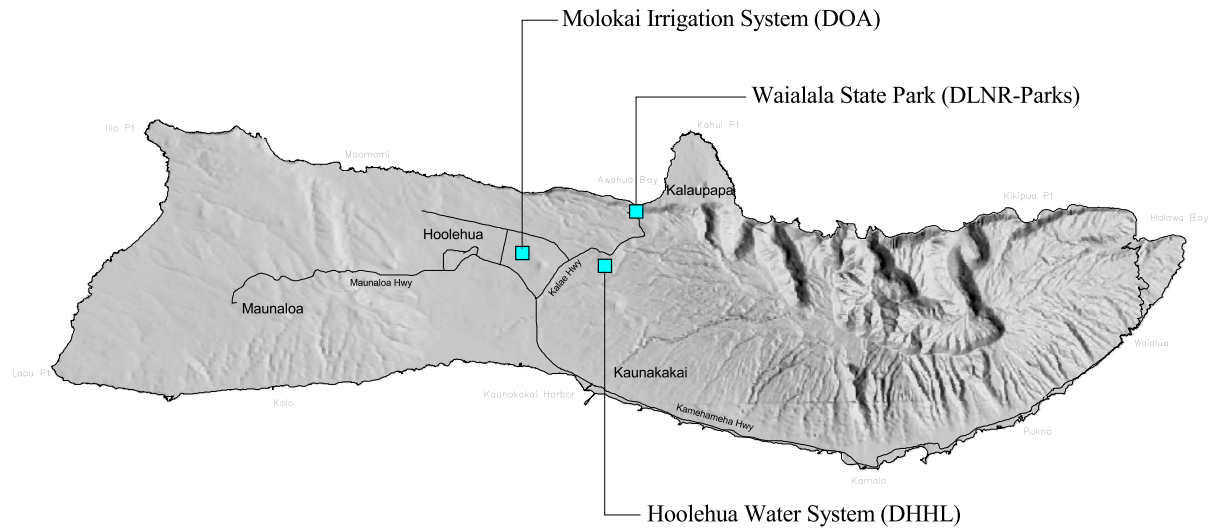 Molokai Irrigation System (DOA)
Waialala State Park (DLNR-Parks)
Ilio Pt
Kahui Pt
Moomomi
Awahua Bay
Kalaupapa
Kikipua Pt
Halawa Bay
Hoolehua
Kalae Hwy
Maunaloa Hwy
Maunaloa
Waialua
Laau Pt
Kaunakakai
Kolo
Kaunakakai Harbor
Kamehameha Hwy
Pukoo
Kamalo
Hoolehua Water System (DHHL)